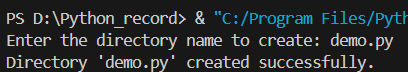 PS D:\Python_record> & "C:/Program Files/Pyth
Enter the directory name to create: demo.py
Directory 'demo.py' created successfully.